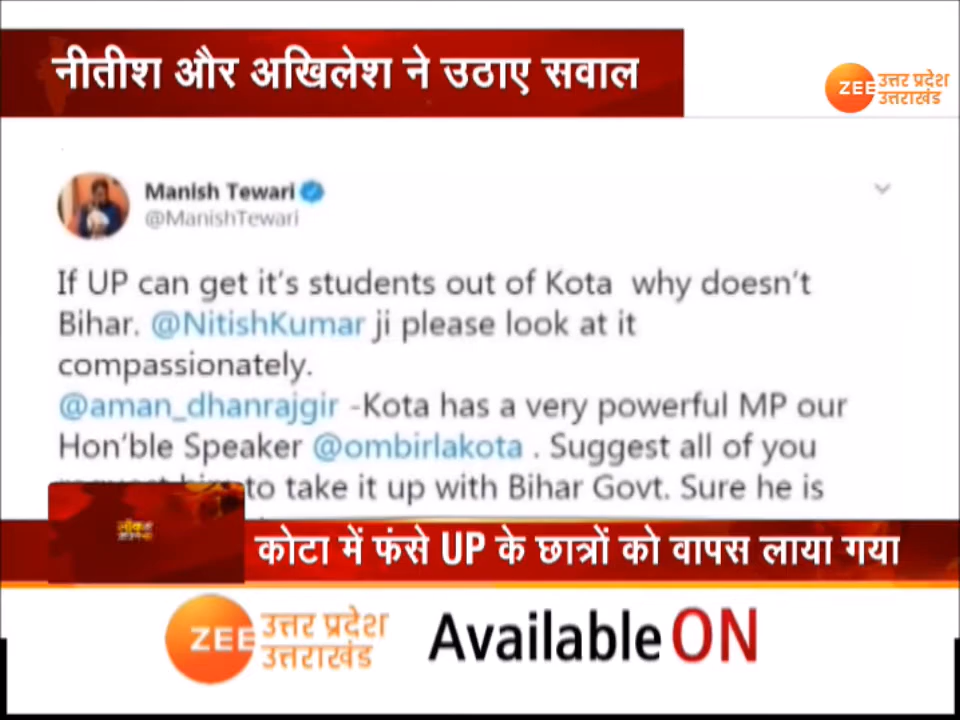 नीतीश और अखिलेश ने उठाए सवाल
ZEE उत्तर प्रदेश
उत्तराखंड
Manish Tewari
@ManishTewari
If UP can get it's students out of Kota why doesn't
Bihar. @NitishKumar ji please look at it
compassionately.
@aman_dhanrajgir -Kota has a very powerful MP our
Hon'ble Speaker @ombirlakota . Suggest all of you
to take it up with Bihar Govt. Sure he is
कोटा में फंसे UP के छात्रों को वापस लाया गया
ZEE उत्तर प्रदेश
उत्तराखंड
Available ON